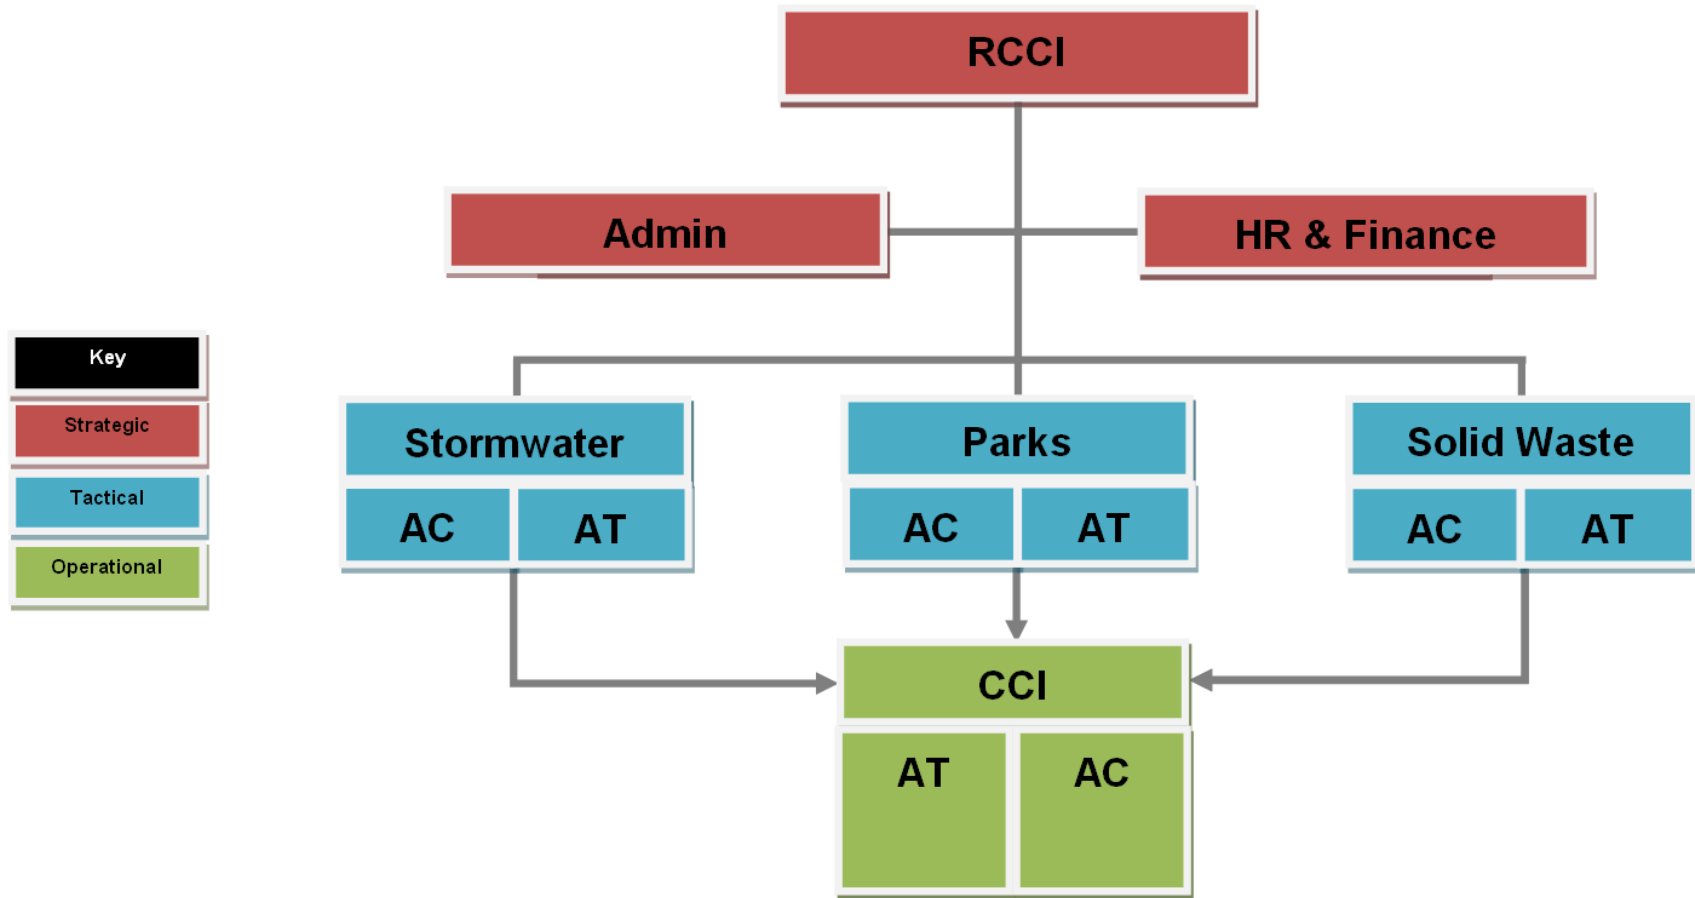 RCCI
Admin
HR & Finance
Key
Strategic
Tactical
Operational
Stormwater
AC
AT
Parks
AC
AT
Solid Waste
AC
AT
CCI
AT
AC